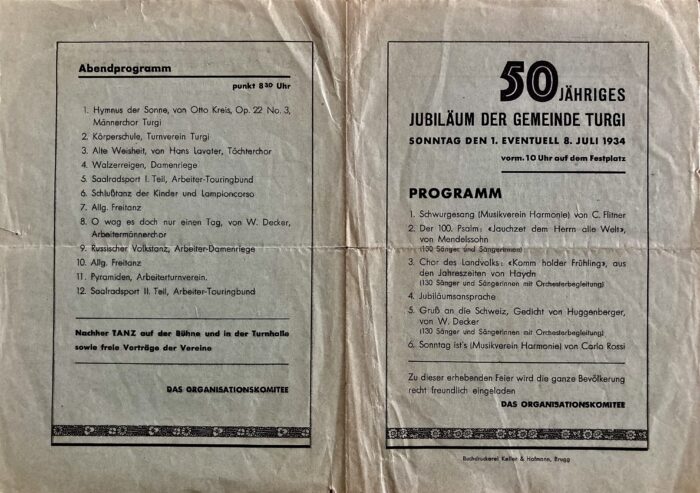 Abendprogramm
punkt 8³⁰ Uhr
1. Hymnus der Sonne, von Otto Kreis, Op. 22 No. 3,
Männerchor Turgi
2. Körperschule, Turnverein Turgi
3. Alte Weisheit, von Hans Lavater, Töchterchor
4. Walzerreigen, Damenriege
5. Saalradsport I. Teil, Arbeiter-Touringbund
6. Schlußtanz der Kinder und Lampioncorso
7. Allg. Freitanz
8. O wag es doch nur einen Tag, von W. Decker,
Arbeitermännerchor
9. Russischer Volkstanz, Arbeiter-Damenriege
10. Allg. Freitanz
11. Pyramiden, Arbeiterturnverein.
12. Saalradsport II. Teil, Arbeiter-Touringbund
Nachher TANZ auf der Bühne und in der Turnhalle
sowie freie Vorträge der Vereine
DAS ORGANISATIONSKOMITEE
50JÄHRIGES
JUBILÄUM DER GEMEINDE TURGI
SONNTAG DEN 1. EVENTUELL 8. JULI 1934
vorm. 10 Uhr auf dem Festplatz
PROGRAMM
1. Schwurgesang (Musikverein Harmonie) von C. Flitner
2. Der 100. Psalm: «Jauchzet dem Herrn alle Welt»,
von Mendelssohn
(130 Sänger und Sängerinnen)
3. Chor des Landvolks: «Komm holder Frühling», aus
den Jahreszeiten von Haydn
(130 Sänger und Sängerinnen mit Orchesterbegleitung)
4. Jubiläumsansprache
5. Gruß an die Schweiz, Gedicht von Huggenberger,
von W. Decker
(130 Sänger und Sängerinnen mit Orchesterbegleitung)
6. Sonntag ist's (Musikverein Harmonie) von Carlo Rossi
Zu dieser erhebenden Feier wird die ganze Bevölkerung
recht freundlich eingeladen
DAS ORGANISATIONSKOMITEE
Buchdruckerei Keller & Hofmann, Brugg